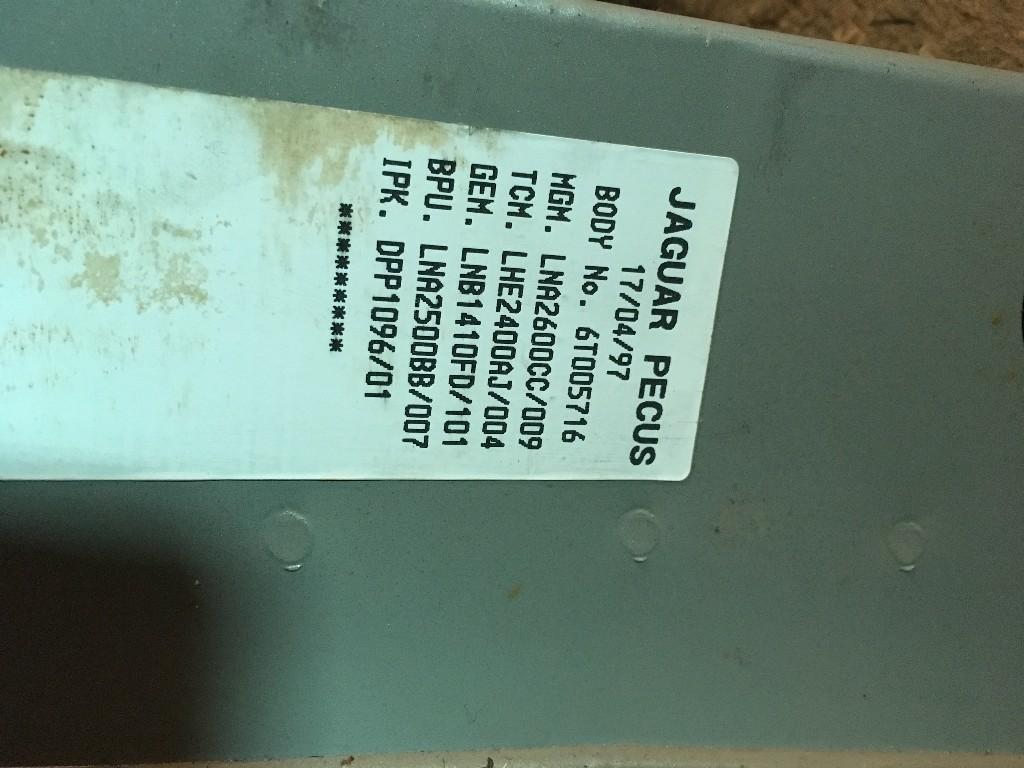 JAGUAR PECUS
17/04/97
BODY No. 6T005716
MGM. LNA2600CC/009
TCM. LHE2400AJ/004
GEM. LNB1410FD/101
BPU. LNA2500BB/007
IPK. DPP1096/01
**********